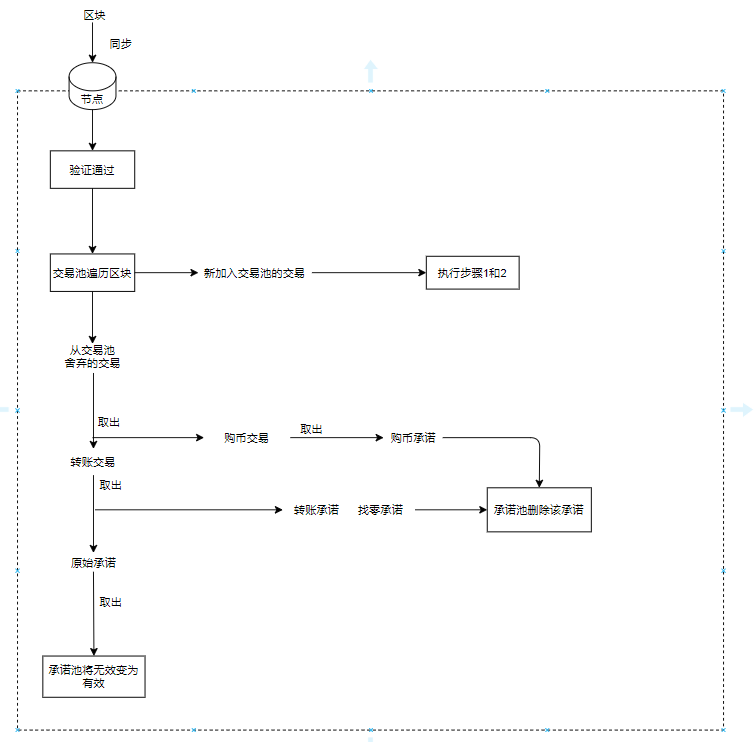 区块
同步
节点
验证通过
交易池遍历区块
新加入交易池的交易
执行步骤1和2
从交易池
舍弃的交易
取出
购币交易
取出
购币承诺
转账交易
取出
转账承诺
找零承诺
承诺池删除该承诺
原始承诺
取出
承诺池将无效变为
有效